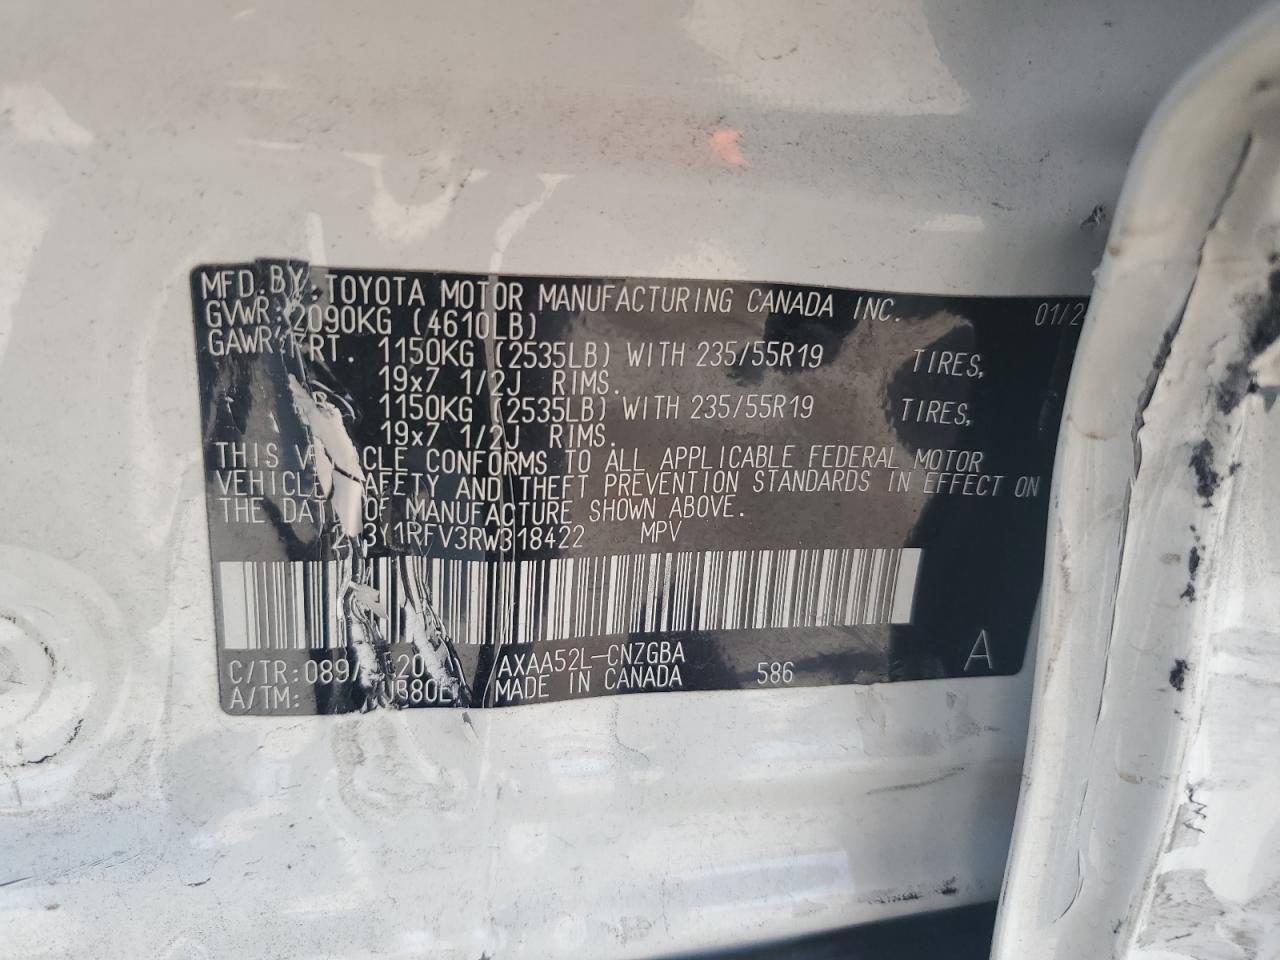 MFD.BY:TOYOTA MOTOR MANUFACTURING CANADA INC. 01/2
GVWR:2090KG (4610LB)
GAWR:FRT. 1150KG (2535LB) WITH 235/55R19 TIRES,
19x7 1/2J RIMS.
1150KG (2535LB) WITH 235/55R19 TIRES,
19x7 1/2J RIMS.
THIS CLE CONFORMS TO ALL APPLICABLE FEDERAL MOTOR
VEHICLE AFETY AND THEFT PREVENTION STANDARDS IN EFFECT ON
THE DAT OF MANUFACTURE SHOWN ABOVE.
3Y1RFV3RW318422 MPV
C/TR:089/ 20 AXAA52L-CNZGBA A
A/TM: UB80E MADE IN CANADA 586